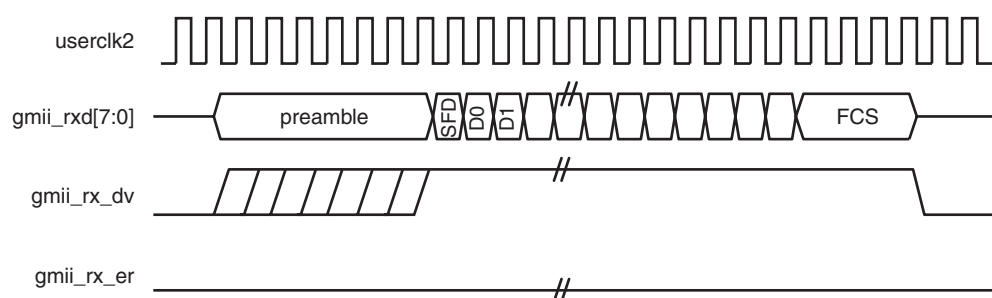 userclk2
gmii_rxd[7:0] preamble SFD D0 D1 FCS
gmii_rx_dv
gmii_rx_er